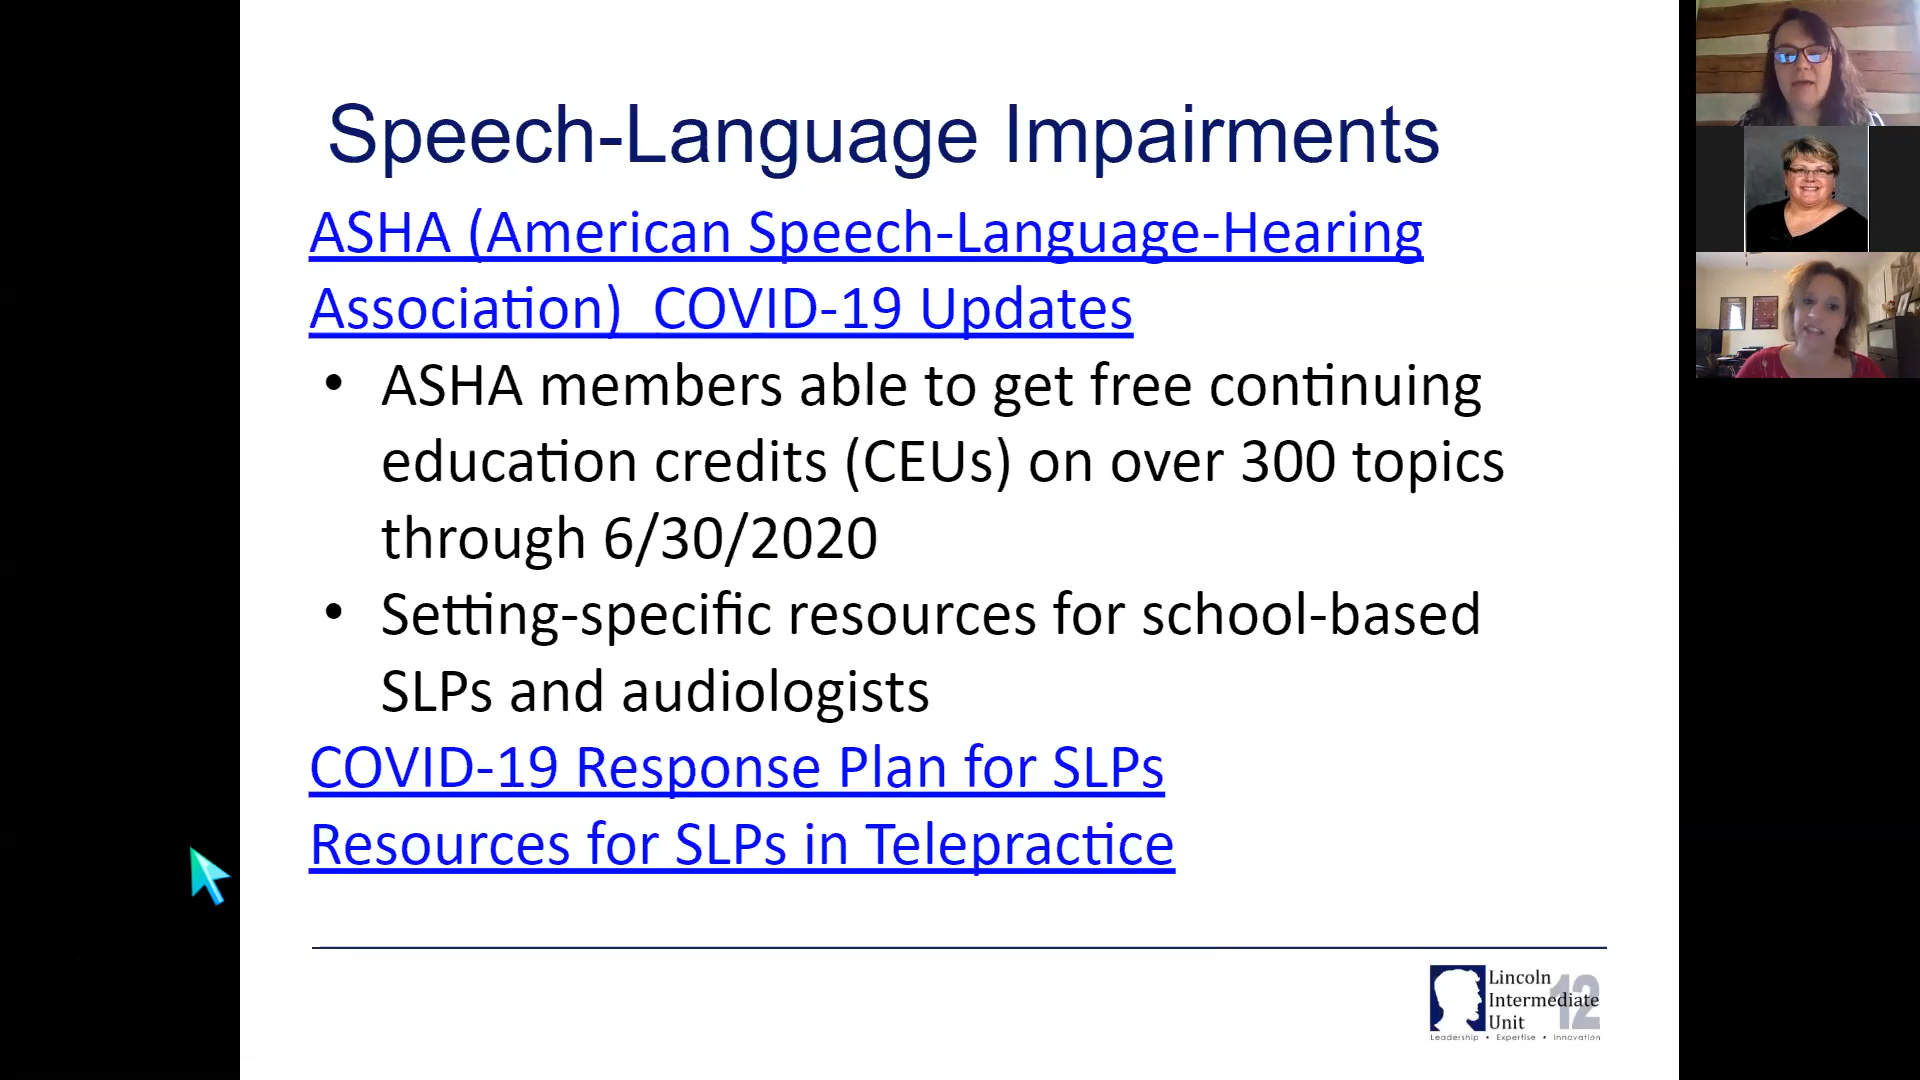 Speech-Language Impairments
ASHA (American Speech-Language-Hearing
Association)  COVID-19 Updates
• ASHA members able to get free continuing
education credits (CEUs) on over 300 topics
through 6/30/2020
• Setting-specific resources for school-based
SLPs and audiologists
COVID-19 Response Plan for SLPs
Resources for SLPs in Telepractice
Lincoln
Intermediate
Unit
12
Leadership • Expertise • Innovation